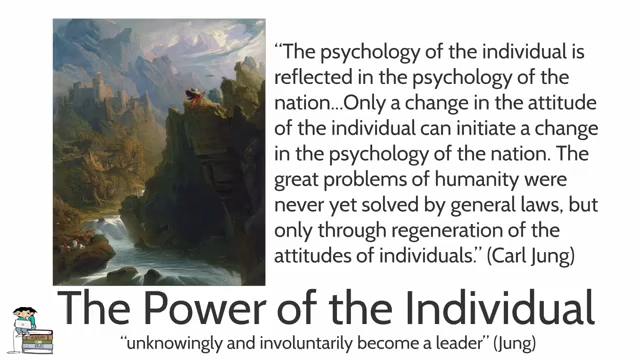 “The psychology of the individual is
reflected in the psychology of the
nation...Only a change in the attitude
of the individual can initiate a change
in the psychology of the nation. The
great problems of humanity were
never yet solved by general laws, but
only through regeneration of the
attitudes of individuals.” (Carl Jung)
The Power of the Individual
“unknowingly and involuntarily become a leader” (Jung)